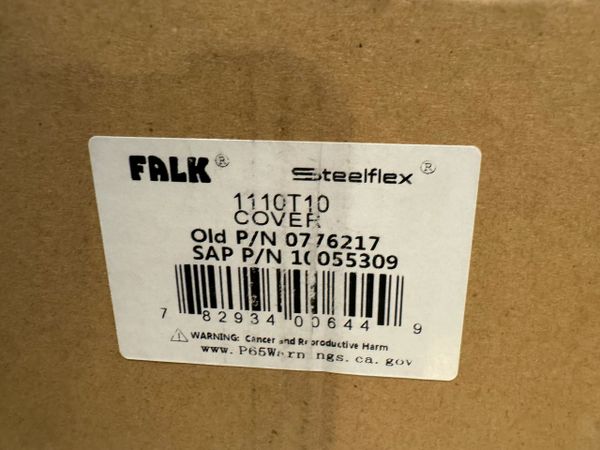 FALK® Steelflex®
1110T10
COVER
Old P/N 0776217
SAP P/N 10055309
7 82934 00644 9
⚠ WARNING: Cancer and Reproductive Harm
www.P65Warnings.ca.gov